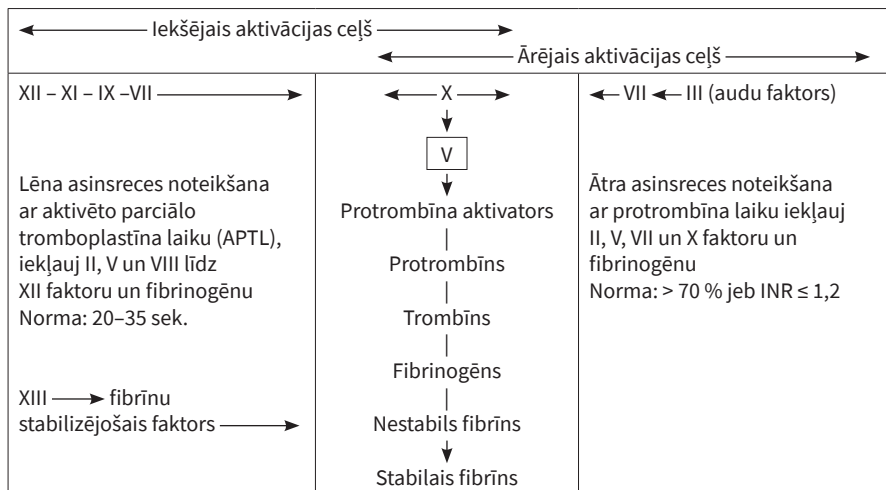 Iekšējais aktivācijas ceļš
Ārējais aktivācijas ceļš
XII – XI – IX –VII
Lēna asinsreces noteikšana
ar aktivēto parciālo
tromboplastīna laiku (APTL),
iekļauj II, V un VIII līdz
XII faktoru un fibrinogēnu
Norma: 20–35 sek.
XIII fibrīnu
stabilizējošais faktors
X
V
Protrombīna aktivators
Protrombīns
Trombīns
Fibrinogēns
Nestabils fibrīns
Stabilais fibrīns
VII III (audu faktors)
Ātra asinsreces noteikšana
ar protrombīna laiku iekļauj
II, V, VII un X faktoru un
fibrinogēnu
Norma: > 70 % jeb INR ≤ 1,2